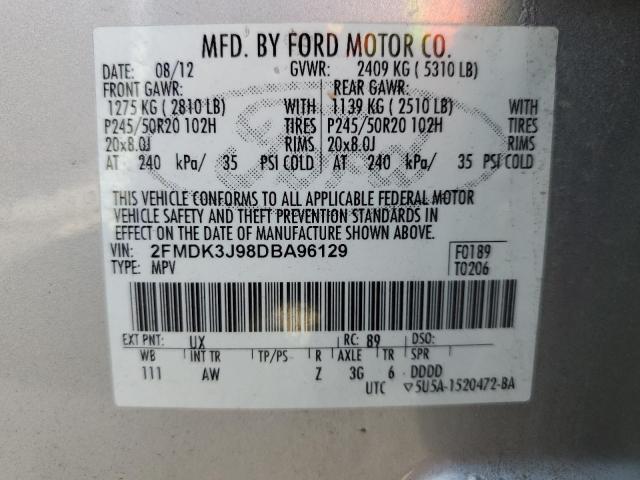 MFD. BY FORD MOTOR CO.
DATE: 08/12 GVWR: 2409 KG ( 5310 LB)
FRONT GAWR: REAR GAWR:
1275 KG ( 2810 LB) WITH 1139 KG ( 2510 LB) WITH
P245/50R20 102H TIRES P245/50R20 102H TIRES
20x8.0J RIMS 20x8.0J RIMS
AT 240 kPa/ 35 PSI COLD AT 240 kPa/ 35 PSI COLD
Ford
THIS VEHICLE CONFORMS TO ALL APPLICABLE FEDERAL MOTOR
VEHICLE SAFETY AND THEFT PREVENTION STANDARDS IN
EFFECT ON THE DATE OF MANUFACTURE SHOWN ABOVE.
VIN: 2FMDK3J98DBA96129 F0189
TYPE: MPV T0206
EXT PNT: UX RC: 89 DSO:
WB INT TR TP/PS R AXLE TR SPR
111 AW Z 3G 6 DDDD
UTC ▽5U5A-1520472-BA